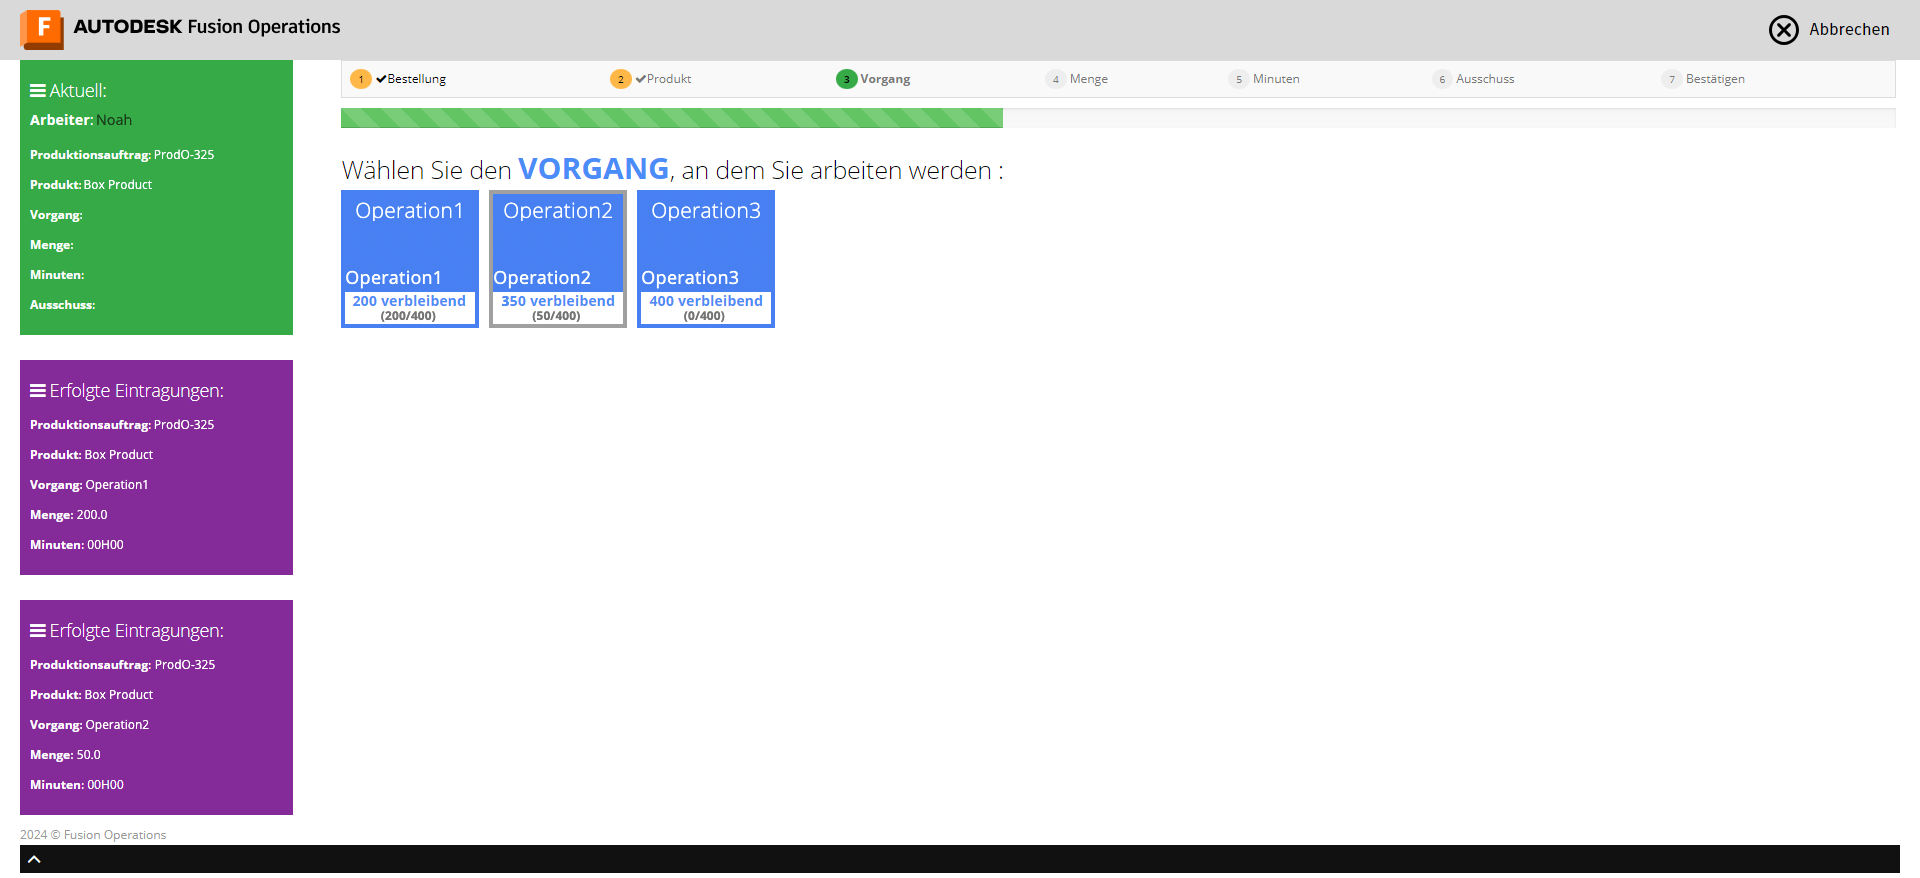 F AUTODESK Fusion Operations
Abbrechen
Aktuell:
Arbeiter: Noah
Produktionsauftrag: ProdO-325
Produkt: Box Product
Vorgang:
Menge:
Minuten:
Ausschuss:
Erfolgte Eintragungen:
Produktionsauftrag: ProdO-325
Produkt: Box Product
Vorgang: Operation1
Menge: 200.0
Minuten: 00H00
Erfolgte Eintragungen:
Produktionsauftrag: ProdO-325
Produkt: Box Product
Vorgang: Operation2
Menge: 50.0
Minuten: 00H00
2024 © Fusion Operations
1 Bestellung
2 Produkt
3 Vorgang
4 Menge
5 Minuten
6 Ausschuss
7 Bestätigen
Wählen Sie den VORGANG, an dem Sie arbeiten werden :
Operation1
Operation1
200 verbleibend
(200/400)
Operation2
Operation2
350 verbleibend
(50/400)
Operation3
Operation3
400 verbleibend
(0/400)